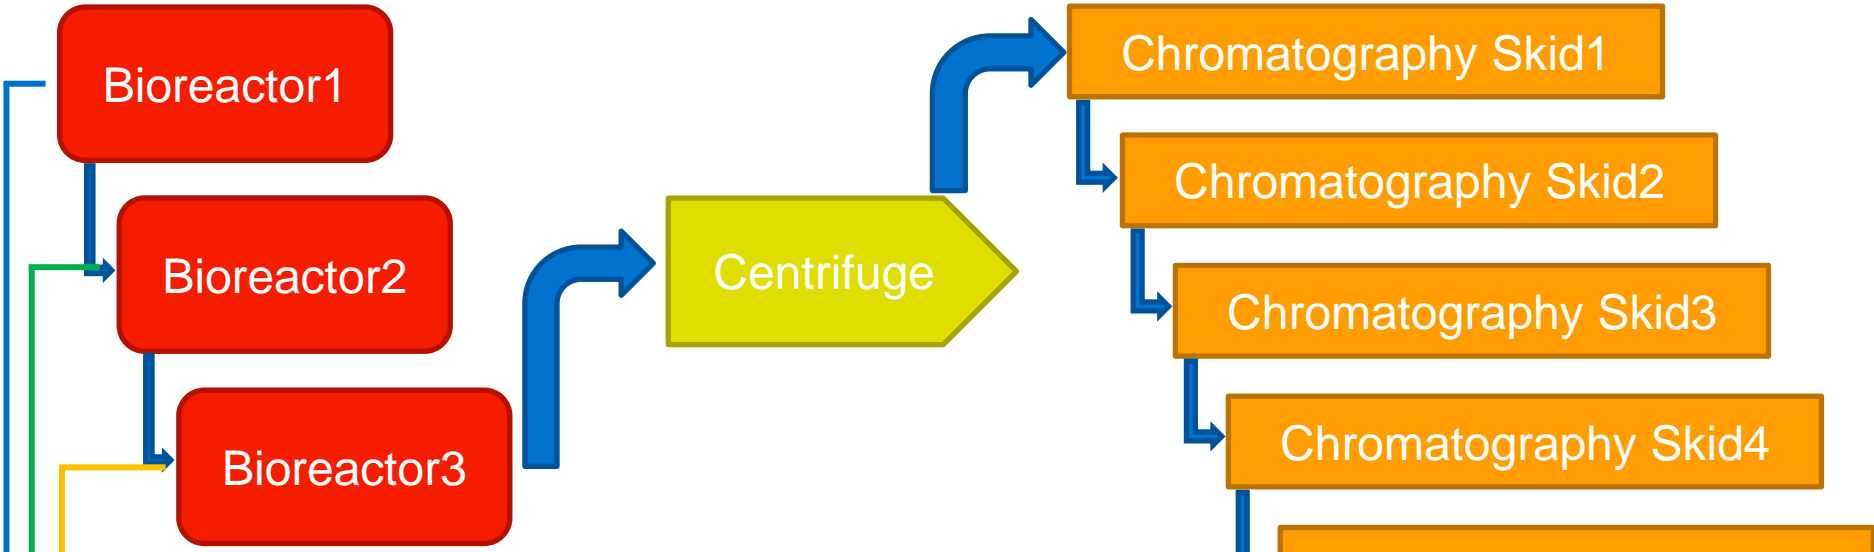 Bioreactor1
Bioreactor2
Bioreactor3
Centrifuge
Chromatography Skid1
Chromatography Skid2
Chromatography Skid3
Chromatography Skid4